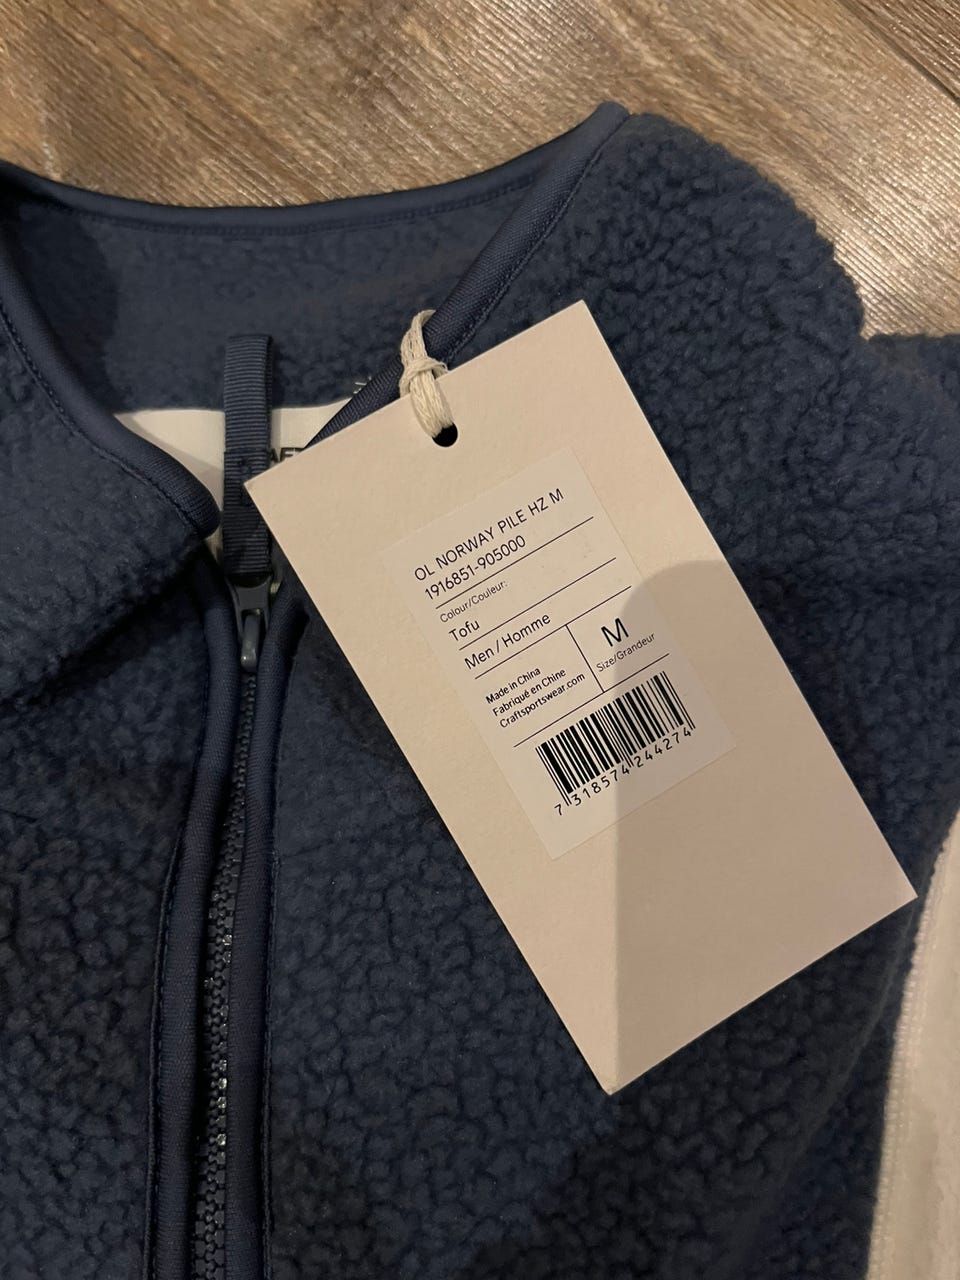 OL NORWAY PILE HZ M
1916851-905000
Colour/Couleur:
Tofu
Men / Homme
M
Size/Grandeur
Made in China
Fabriqué en Chine
Craftsportswear.com
7 318574 244274